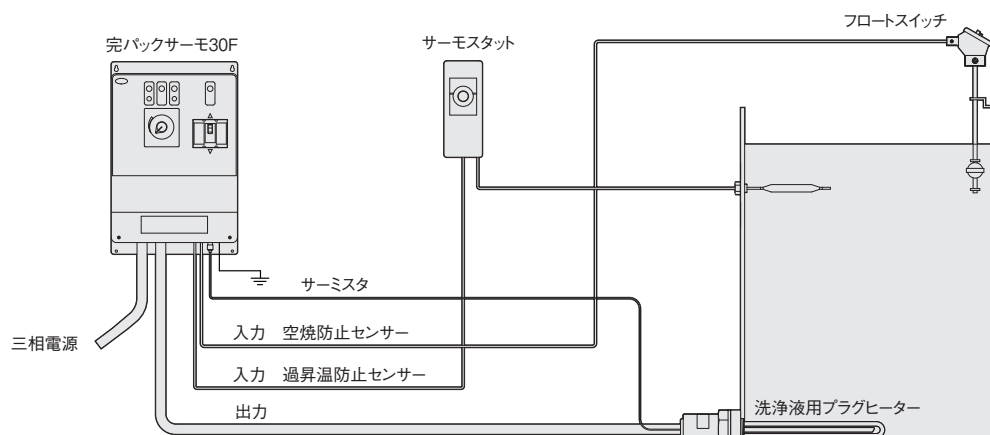 フロートスイッチ
完パックサーモ30F
サーモスタット
サーミスタ
三相電源
入力 空焼防止センサー
入力 過昇温防止センサー
出力
洗浄液用プラグヒーター